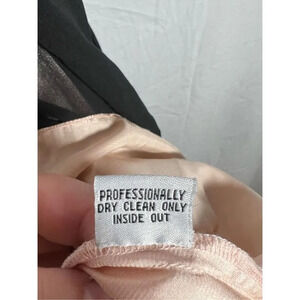 PROFESSIONALLY
DRY CLEAN ONLY
INSIDE OUT